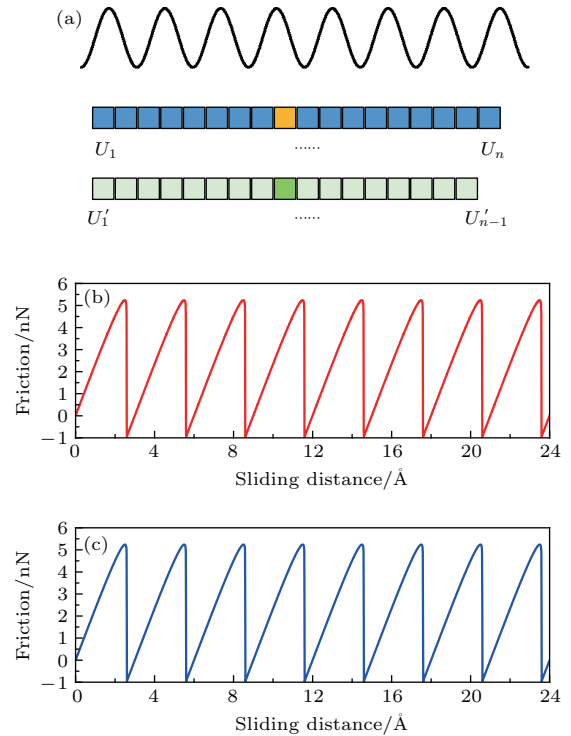 (a)
U1 ...... Un
U1′ ...... U′n−1
(b)
Friction/nN
6
5
4
3
2
1
0
−1
0 4 8 12 16 20 24
Sliding distance/Å
(c)
Friction/nN
6
5
4
3
2
1
0
−1
0 4 8 12 16 20 24
Sliding distance/Å